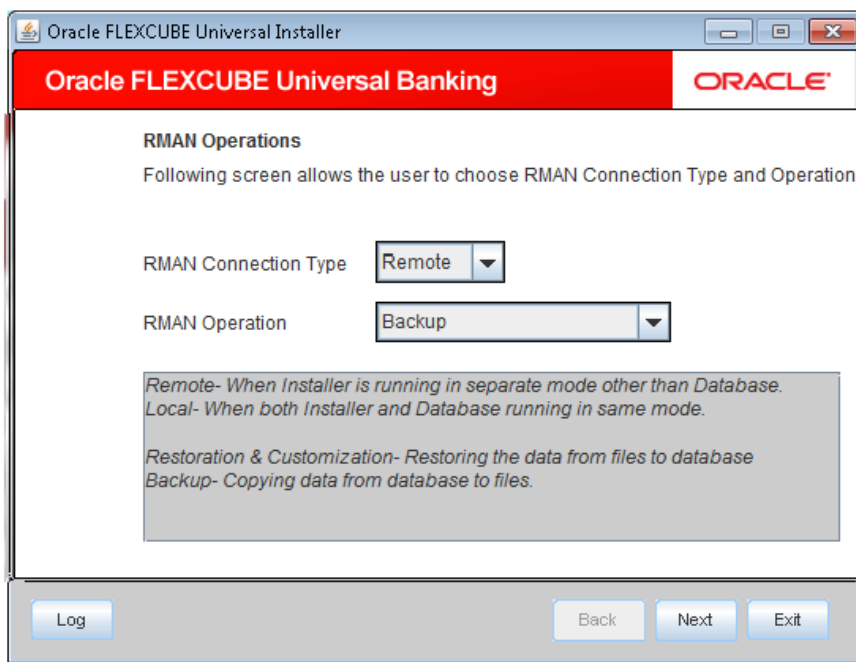 Oracle FLEXCUBE Universal Installer
Oracle FLEXCUBE Universal Banking
ORACLE
RMAN Operations
Following screen allows the user to choose RMAN Connection Type and Operation
RMAN Connection Type
Remote
RMAN Operation
Backup
Remote- When Installer is running in separate mode other than Database.
Local- When both Installer and Database running in same mode.
Restoration & Customization- Restoring the data from files to database
Backup- Copying data from database to files.
Log
Back
Next
Exit